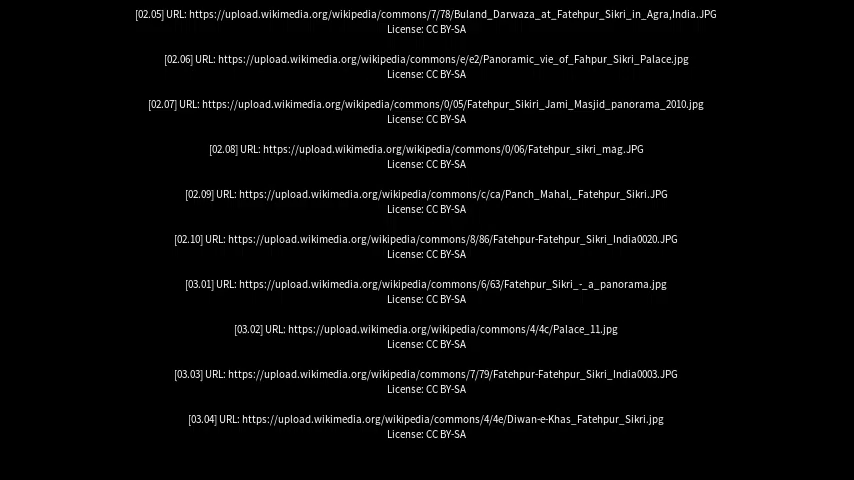 [02.05] URL: https://upload.wikimedia.org/wikipedia/commons/7/78/Buland_Darwaza_at_Fatehpur_Sikri_in_Agra,India.JPG
License: CC BY-SA
[02.06] URL: https://upload.wikimedia.org/wikipedia/commons/e/e2/Panoramic_vie_of_Fahpur_Sikri_Palace.jpg
License: CC BY-SA
[02.07] URL: https://upload.wikimedia.org/wikipedia/commons/0/05/Fatehpur_Sikiri_Jami_Masjid_panorama_2010.jpg
License: CC BY-SA
[02.08] URL: https://upload.wikimedia.org/wikipedia/commons/0/06/Fatehpur_sikri_mag.JPG
License: CC BY-SA
[02.09] URL: https://upload.wikimedia.org/wikipedia/commons/c/ca/Panch_Mahal,_Fatehpur_Sikri.JPG
License: CC BY-SA
[02.10] URL: https://upload.wikimedia.org/wikipedia/commons/8/86/Fatehpur-Fatehpur_Sikri_India0020.JPG
License: CC BY-SA
[03.01] URL: https://upload.wikimedia.org/wikipedia/commons/6/63/Fatehpur_Sikri_-_a_panorama.jpg
License: CC BY-SA
[03.02] URL: https://upload.wikimedia.org/wikipedia/commons/4/4c/Palace_11.jpg
License: CC BY-SA
[03.03] URL: https://upload.wikimedia.org/wikipedia/commons/7/79/Fatehpur-Fatehpur_Sikri_India0003.JPG
License: CC BY-SA
[03.04] URL: https://upload.wikimedia.org/wikipedia/commons/4/4e/Diwan-e-Khas_Fatehpur_Sikri.jpg
License: CC BY-SA